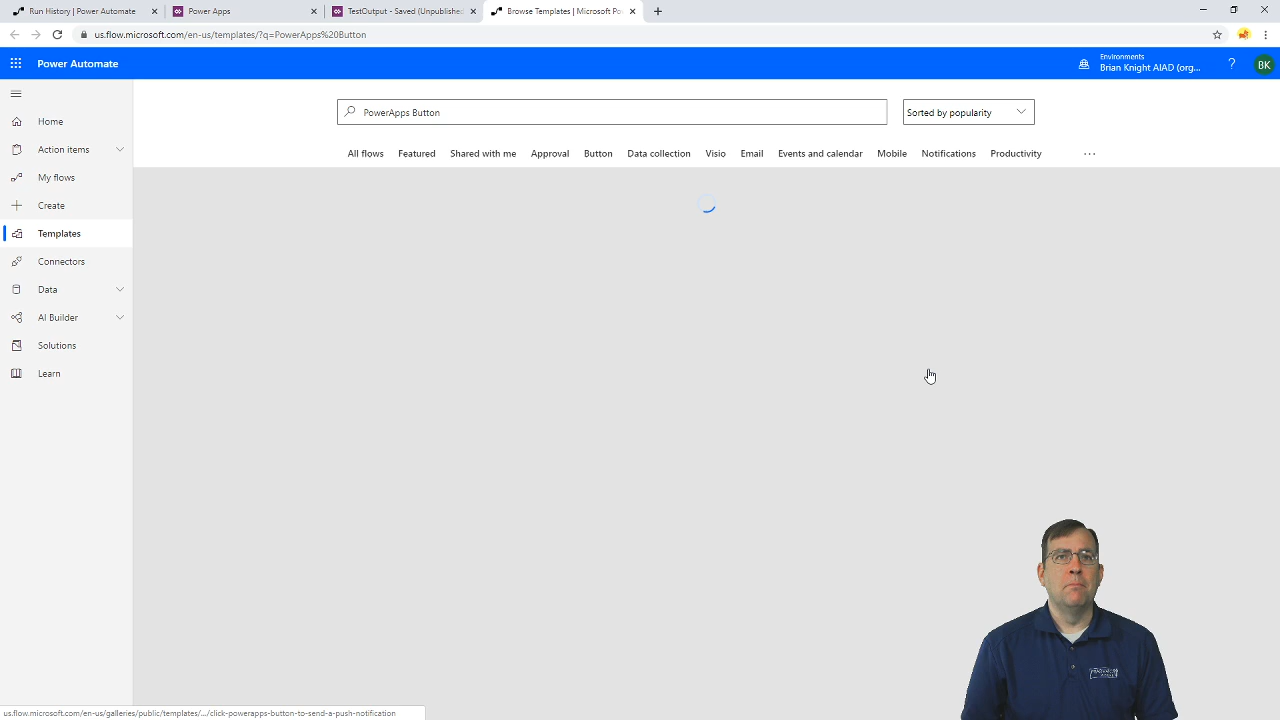 Run History | Power Automate
Power Apps
TestOutput - Saved (Unpublished
Browse Templates | Microsoft Po
us.flow.microsoft.com/en-us/templates/?q=PowerApps%20Button
Power Automate
Environments
Brian Knight AIAD (org...
?
BK
PowerApps Button
Sorted by popularity
All flows
Featured
Shared with me
Approval
Button
Data collection
Visio
Email
Events and calendar
Mobile
Notifications
Productivity
...
Home
Action items
My flows
Create
Templates
Connectors
Data
AI Builder
Solutions
Learn
us.flow.microsoft.com/en-us/galleries/public/templates/.../click-powerapps-button-to-send-a-push-notification